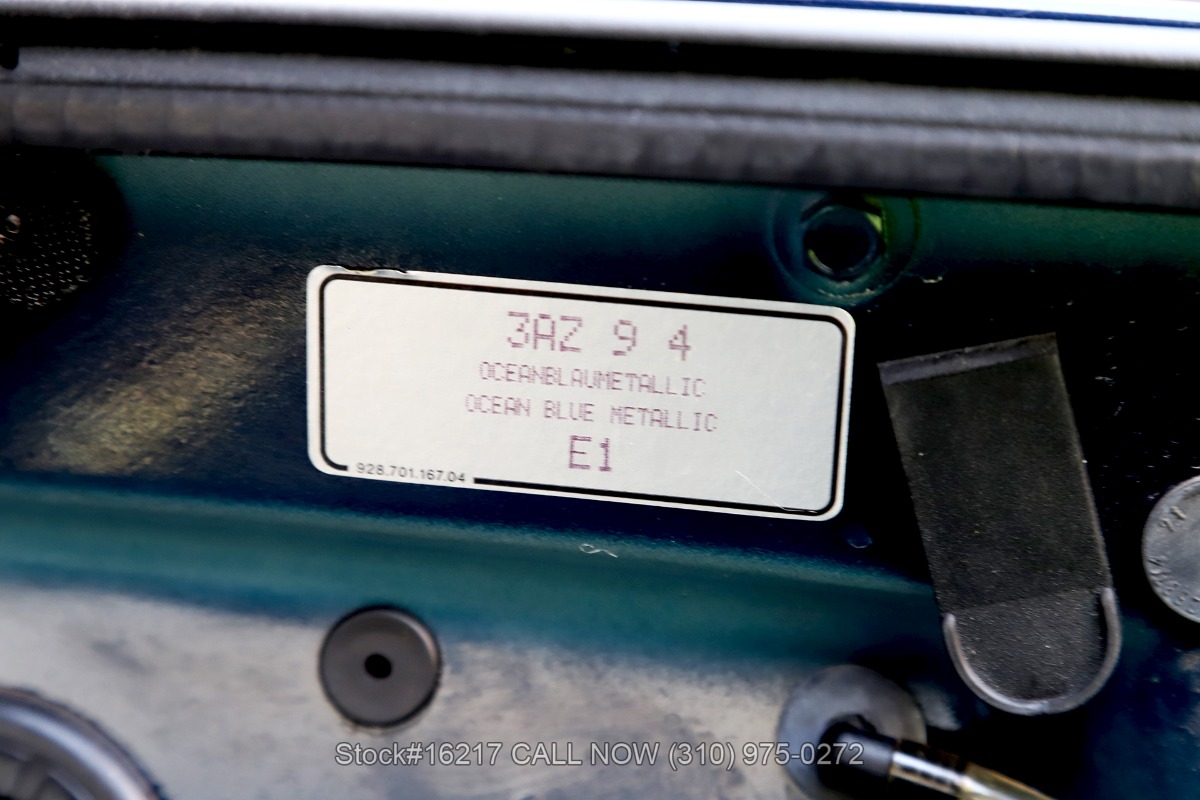 3AZ 9 4
OCEANBLAUMETALLIC
OCEAN BLUE METALLIC
E1
928.701.167.04
21
Stock#16217 CALL NOW (310) 975-0272